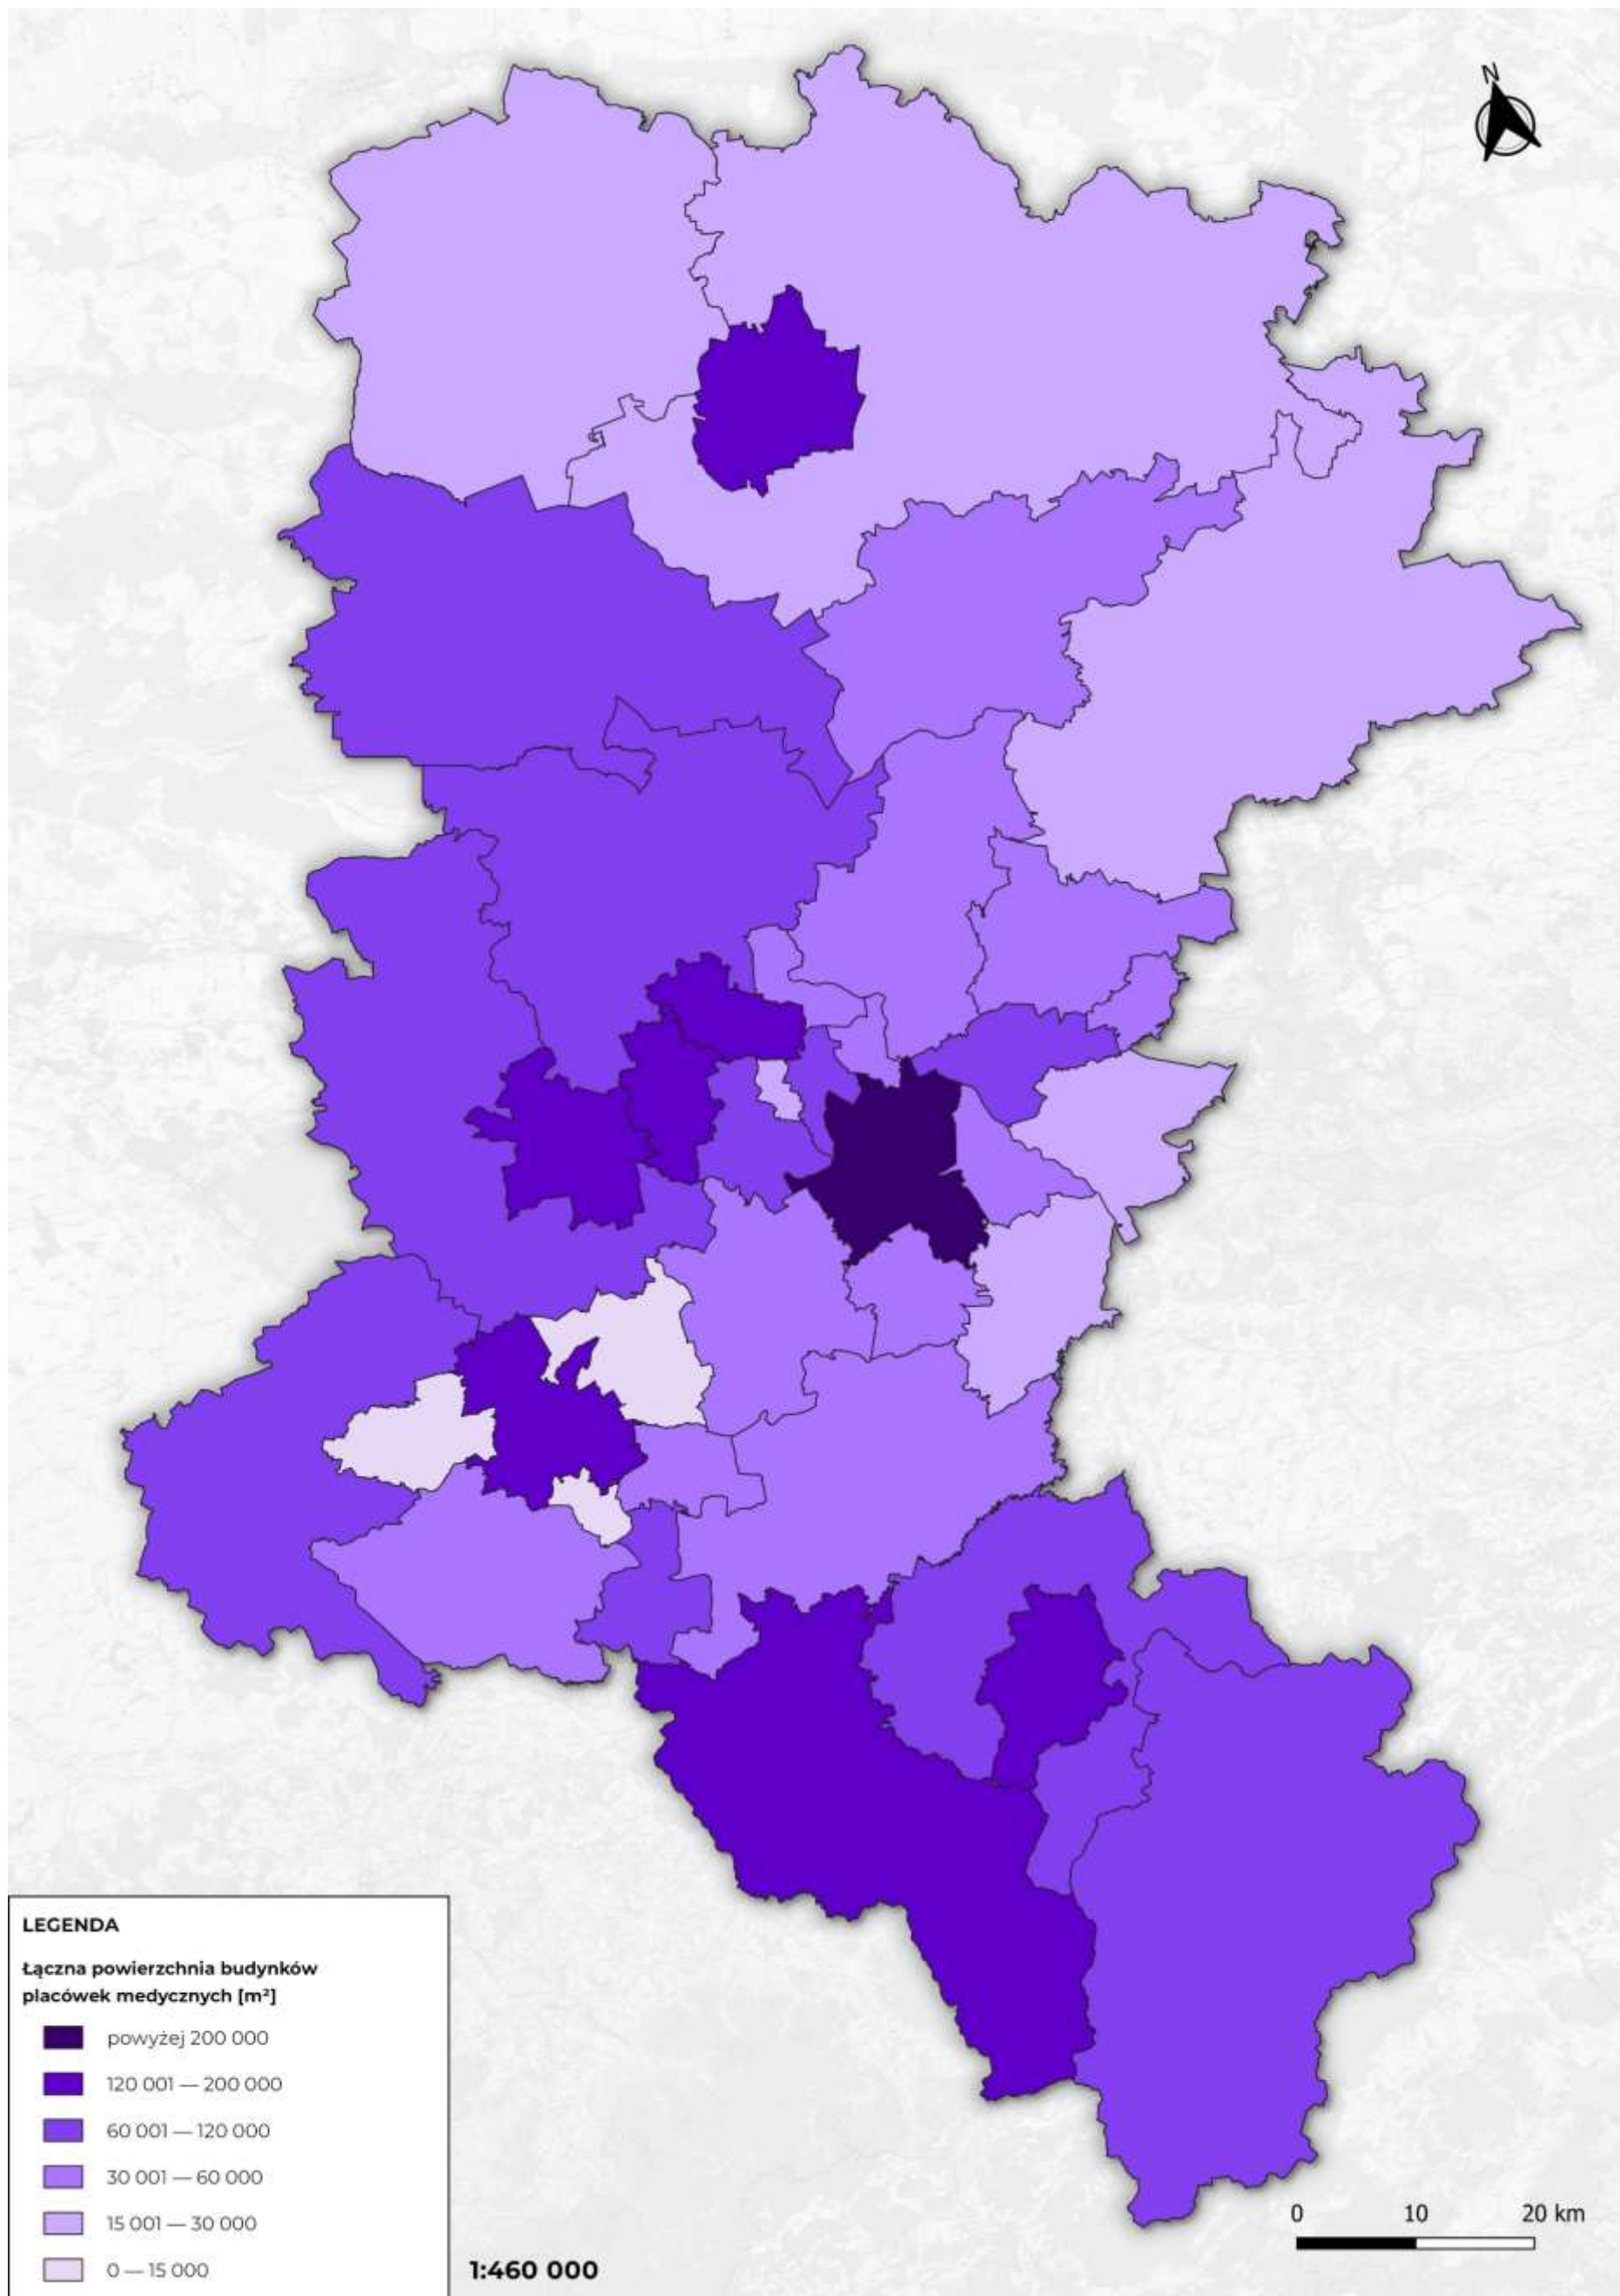 N
LEGENDA
Łączna powierzchnia budynków
placówek medycznych [m²]
powyżej 200 000
120 001 — 200 000
60 001 — 120 000
30 001 — 60 000
15 001 — 30 000
0 — 15 000
1:460 000
0 10 20 km